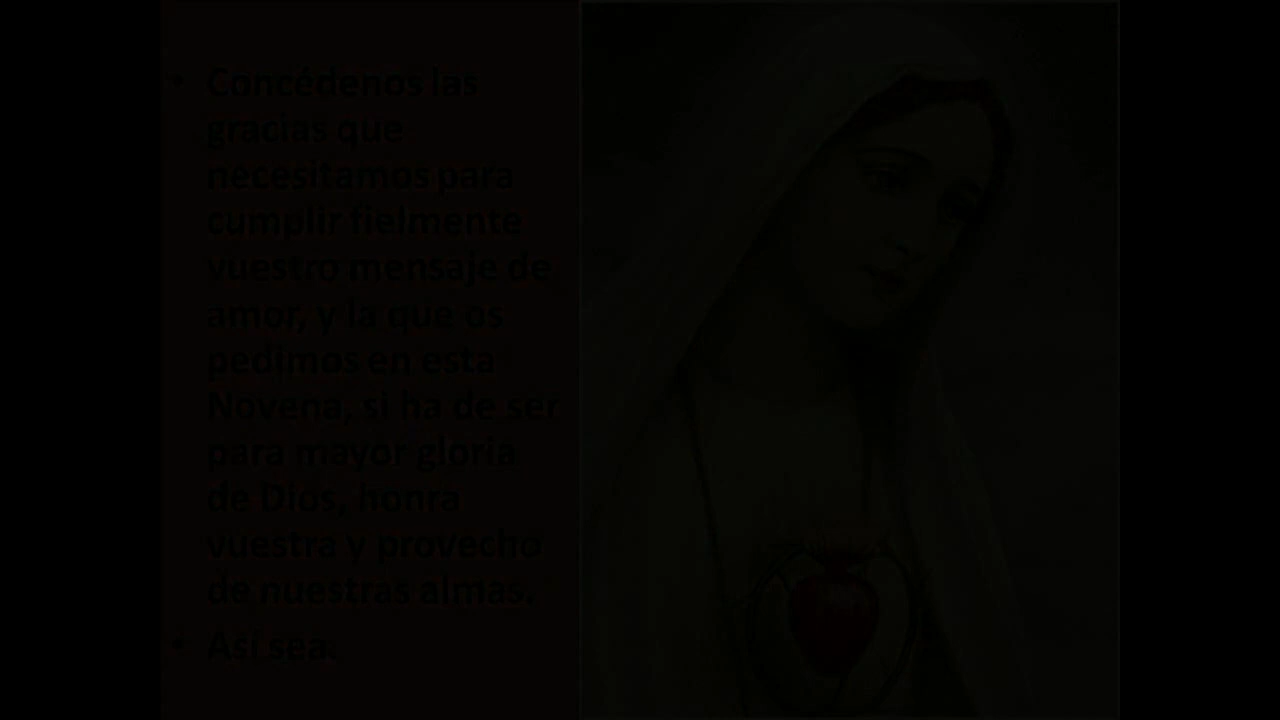 • Concédenos las
gracias que
necesitamos para
cumplir fielmente
vuestro mensaje de
amor, y la que os
pedimos en esta
Novena, si ha de ser
para mayor gloria
de Dios, honra
vuestra y provecho
de nuestras almas.
• Así sea.